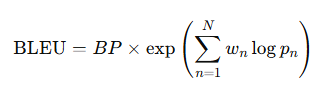 BLEU = BP × exp ( ∑_{n=1}^{N} w_n log p_n )